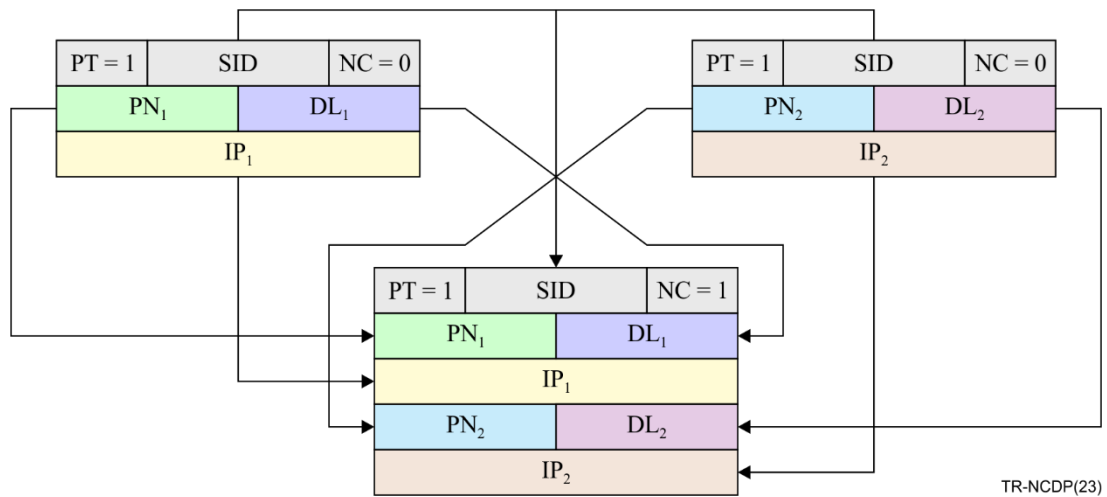 PT = 1 SID NC = 0
PN₁ DL₁
IP₁
PT = 1 SID NC = 0
PN₂ DL₂
IP₂
PT = 1 SID NC = 1
PN₁ DL₁
IP₁
PN₂ DL₂
IP₂
TR-NCDP(23)